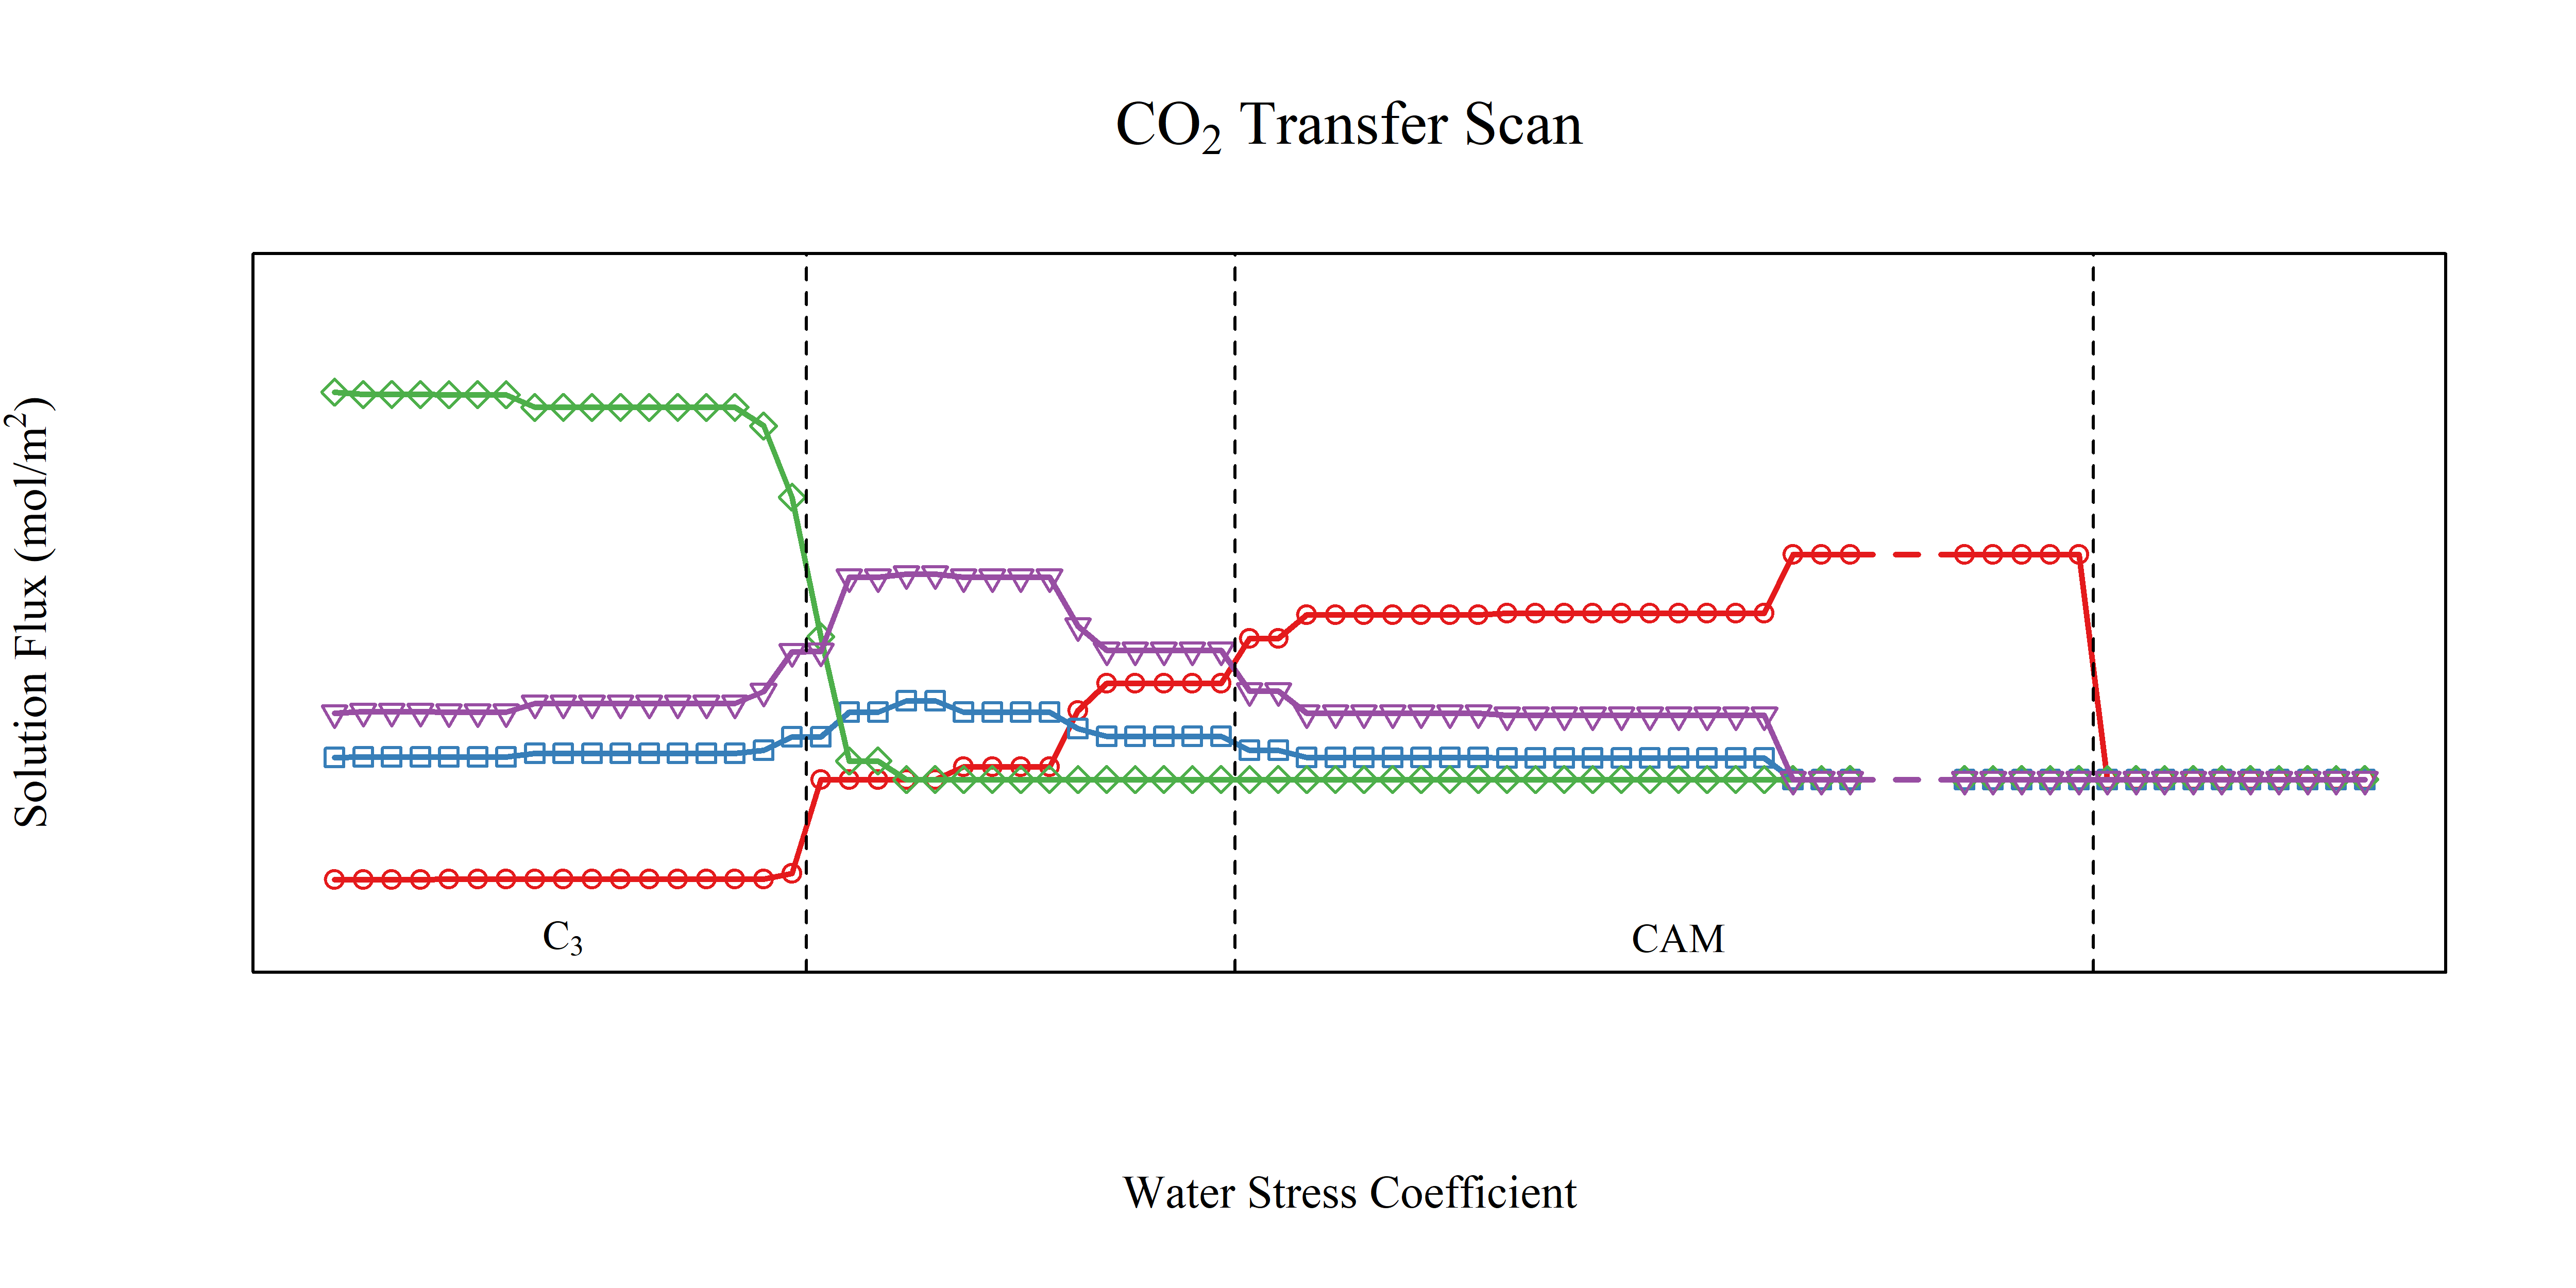 CO₂ Transfer Scan
Solution Flux (mol/m²)
C₃
CAM
Water Stress Coefficient